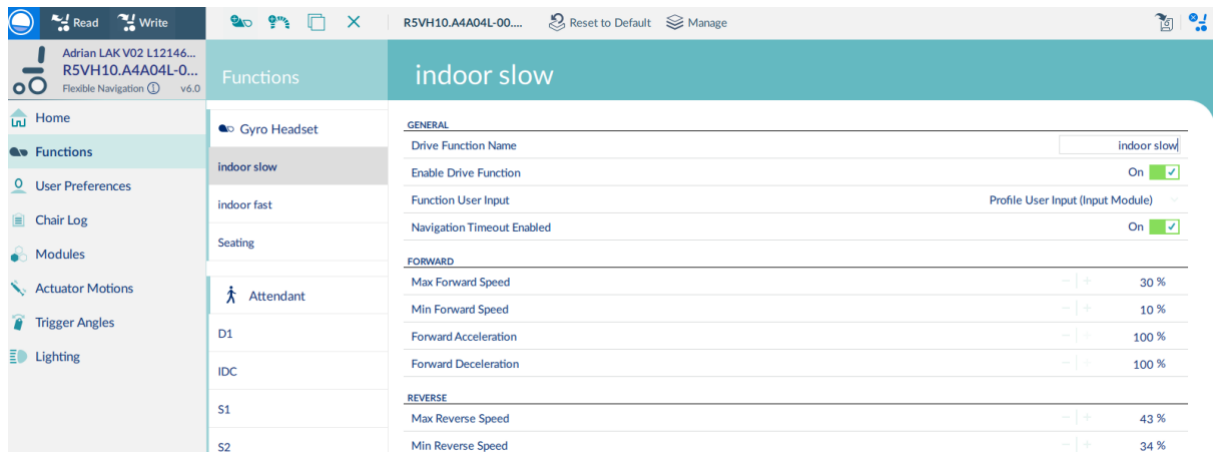 Read Write R5VH10.A4A04L-00.... Reset to Default Manage
Adrian LAK V02 L12146...
R5VH10.A4A04L-0...
Flexible Navigation 1 v6.0
Home
Functions
User Preferences
Chair Log
Modules
Actuator Motions
Trigger Angles
Lighting
Functions
Gyro Headset
indoor slow
indoor fast
Seating
Attendant
D1
IDC
S1
S2
indoor slow
GENERAL
Drive Function Name indoor slow
Enable Drive Function On
Function User Input Profile User Input (Input Module)
Navigation Timeout Enabled On
FORWARD
Max Forward Speed − + 30 %
Min Forward Speed − + 10 %
Forward Acceleration − + 100 %
Forward Deceleration − + 100 %
REVERSE
Max Reverse Speed − + 43 %
Min Reverse Speed − + 34 %